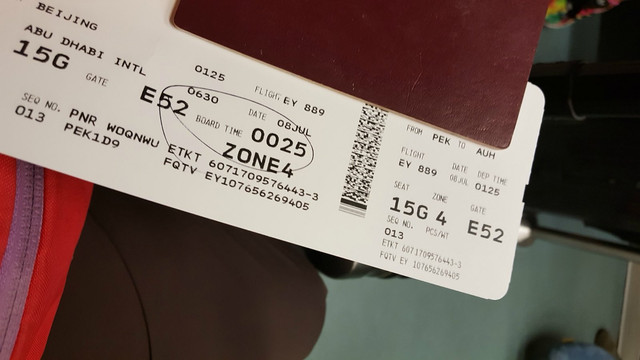 BEIJING
ABU DHABI INTL
0125
FLIGHT EY 889
15G
GATE
E52
0630
DATE 08JUL
BOARD TIME 0025
ZONE4
SEQ NO. PNR WDQNWU ETKT 6071709576443-3
013 PEK1D9 FQTV EY107656269405
FROM PEK TO AUH
FLIGHT DATE DEP TIME
EY 889 08JUL 0125
SEAT ZONE GATE
15G 4 E52
SEQ NO. PCS/WT
013
ETKT 6071709576443-3
FQTV EY 107656269405